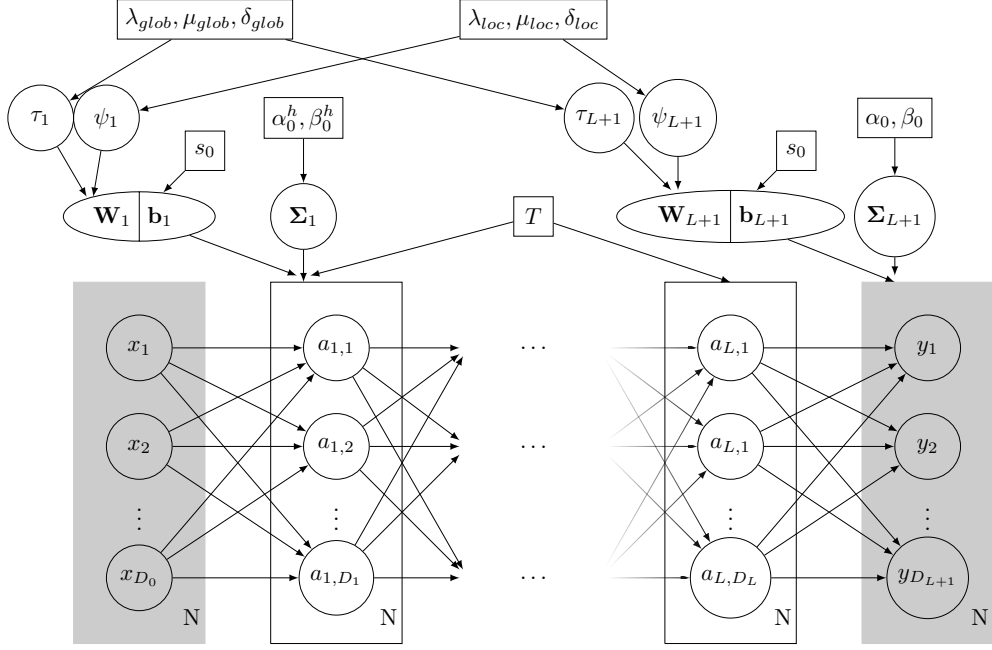 λ_glob, μ_glob, δ_glob λ_loc, μ_loc, δ_loc
τ_1 ψ_1 α_0^h, β_0^h τ_{L+1} ψ_{L+1} α_0, β_0
s_0 s_0
W_1 b_1 Σ_1 T W_{L+1} b_{L+1} Σ_{L+1}
x_1 a_{1,1} ... a_{L,1} y_1
x_2 a_{1,2} ... a_{L,1} y_2
⋮ ⋮ ⋮ ⋮
x_{D_0} a_{1,D_1} ... a_{L,D_L} y_{D_{L+1}}
N N N N